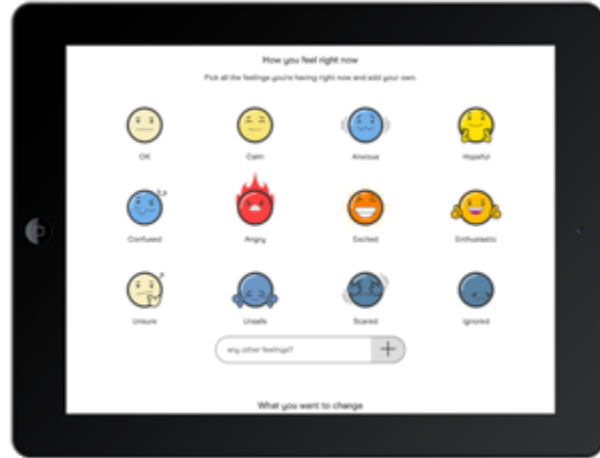 How you feel right now
Pick all the feelings you're having right now and add your own.
OK
Calm
Anxious
Hopeful
Confused
Angry
Excited
Enthusiastic
Unsure
Unsafe
Scared
Ignored
any other feelings?
What you want to change